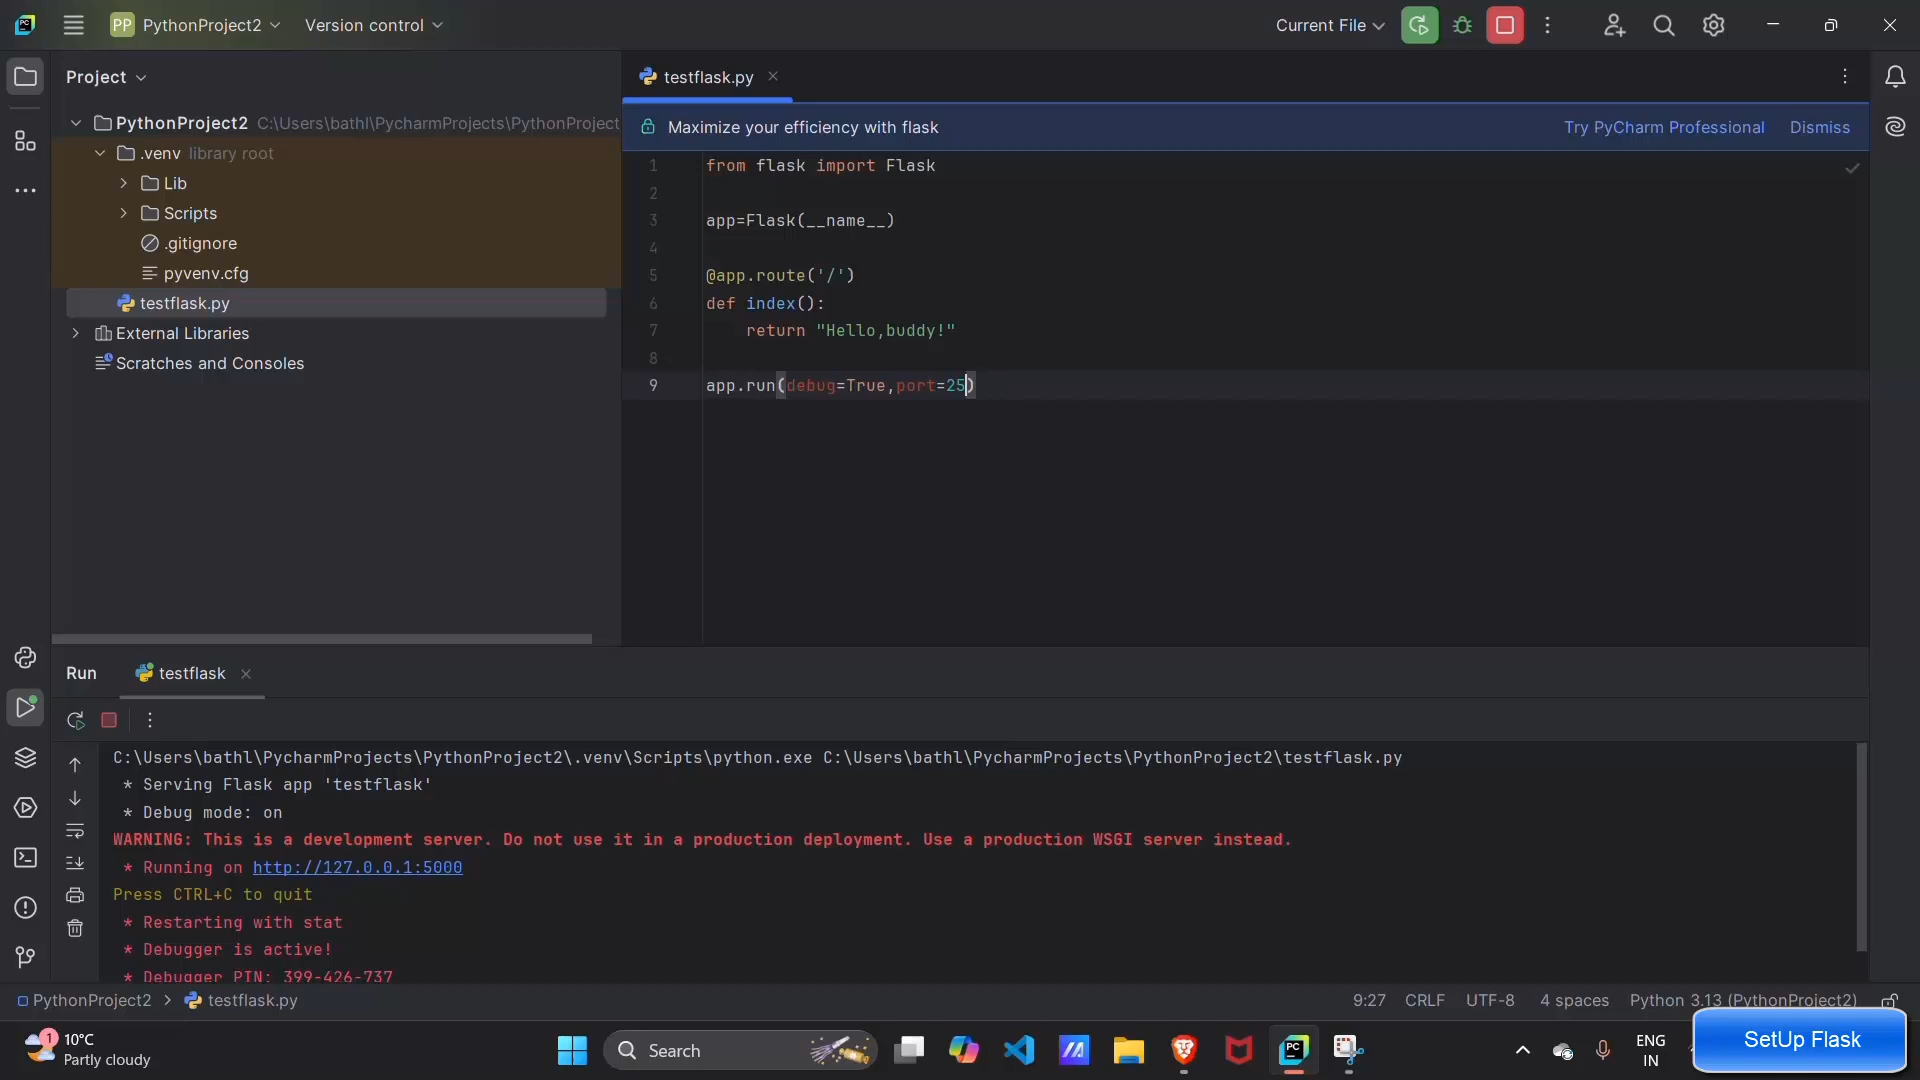 PP PythonProject2 Version control Current File
Project
testflask.py
PythonProject2 C:\Users\bathl\PycharmProjects\PythonProject
Maximize your efficiency with flask Try PyCharm Professional Dismiss
.venv library root
Lib
Scripts
.gitignore
pyvenv.cfg
testflask.py
External Libraries
Scratches and Consoles
1 from flask import Flask
2
3 app=Flask(__name__)
4
5 @app.route('/')
6 def index():
7 return "Hello,buddy!"
8
9 app.run(debug=True,port=25)
Run testflask
C:\Users\bathl\PycharmProjects\PythonProject2\.venv\Scripts\python.exe C:\Users\bathl\PycharmProjects\PythonProject2\testflask.py
* Serving Flask app 'testflask'
* Debug mode: on
WARNING: This is a development server. Do not use it in a production deployment. Use a production WSGI server instead.
* Running on http://127.0.0.1:5000
Press CTRL+C to quit
* Restarting with stat
* Debugger is active!
* Debugger PIN: 399-426-737
PythonProject2 > testflask.py 9:27 CRLF UTF-8 4 spaces Python 3.13 (PythonProject2)
1 10°C
Partly cloudy
Search
PC
ENG
IN
SetUp Flask